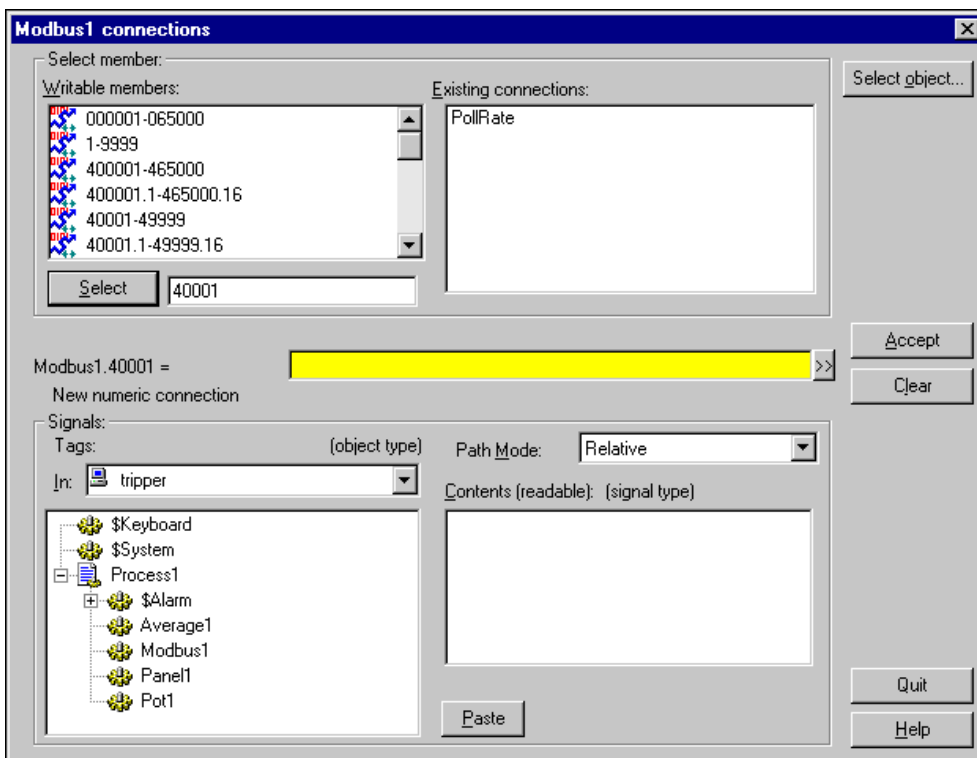 Modbus1 connections
Select member:
Writable members:
Existing connections:
Select object...
000001-065000
1-9999
400001-465000
400001.1-465000.16
40001-49999
40001.1-49999.16
PollRate
Select
40001
Accept
Modbus1.40001 =
>>
Clear
New numeric connection
Signals:
Tags:
(object type)
Path Mode:
Relative
In:
tripper
Contents (readable): (signal type)
$Keyboard
$System
Process1
$Alarm
Average1
Modbus1
Panel1
Pot1
Paste
Quit
Help